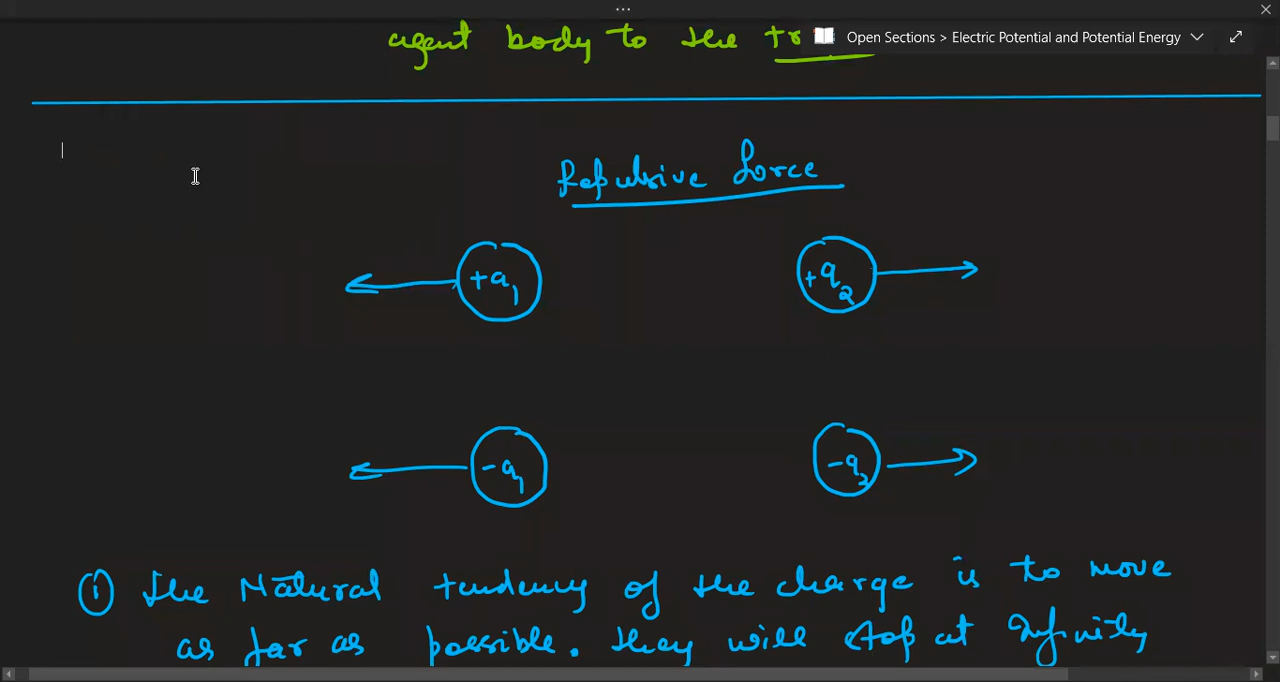 ...
agent body to the
Open Sections > Electric Potential and Potential Energy
Repulsive force
+q1 +q2
-q1 -q2
① The Natural tendency of the charge is to move
as far as possible. they will stop at Infinity